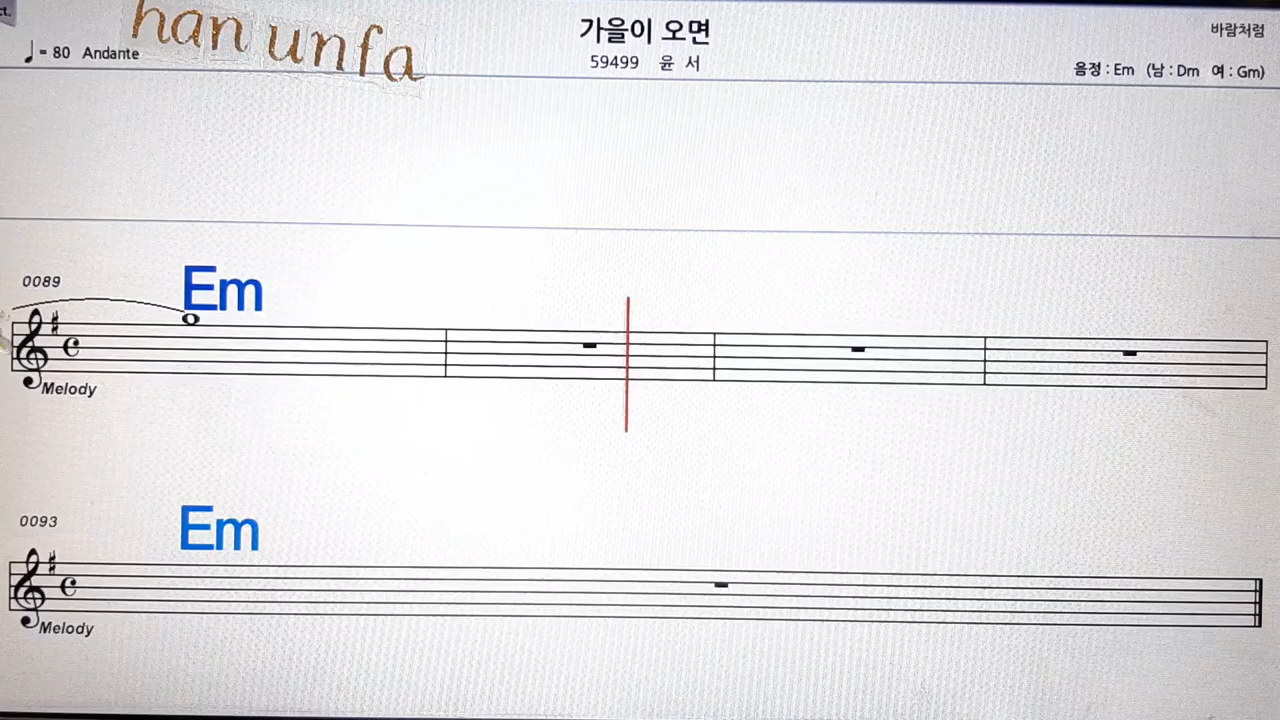 ct.
han unfa
가을이 오면
바람처럼
♩= 80 Andante
59499 윤 서
음정 : Em (남 : Dm 여 : Gm)
0089
Em
Melody
0093
Em
Melody